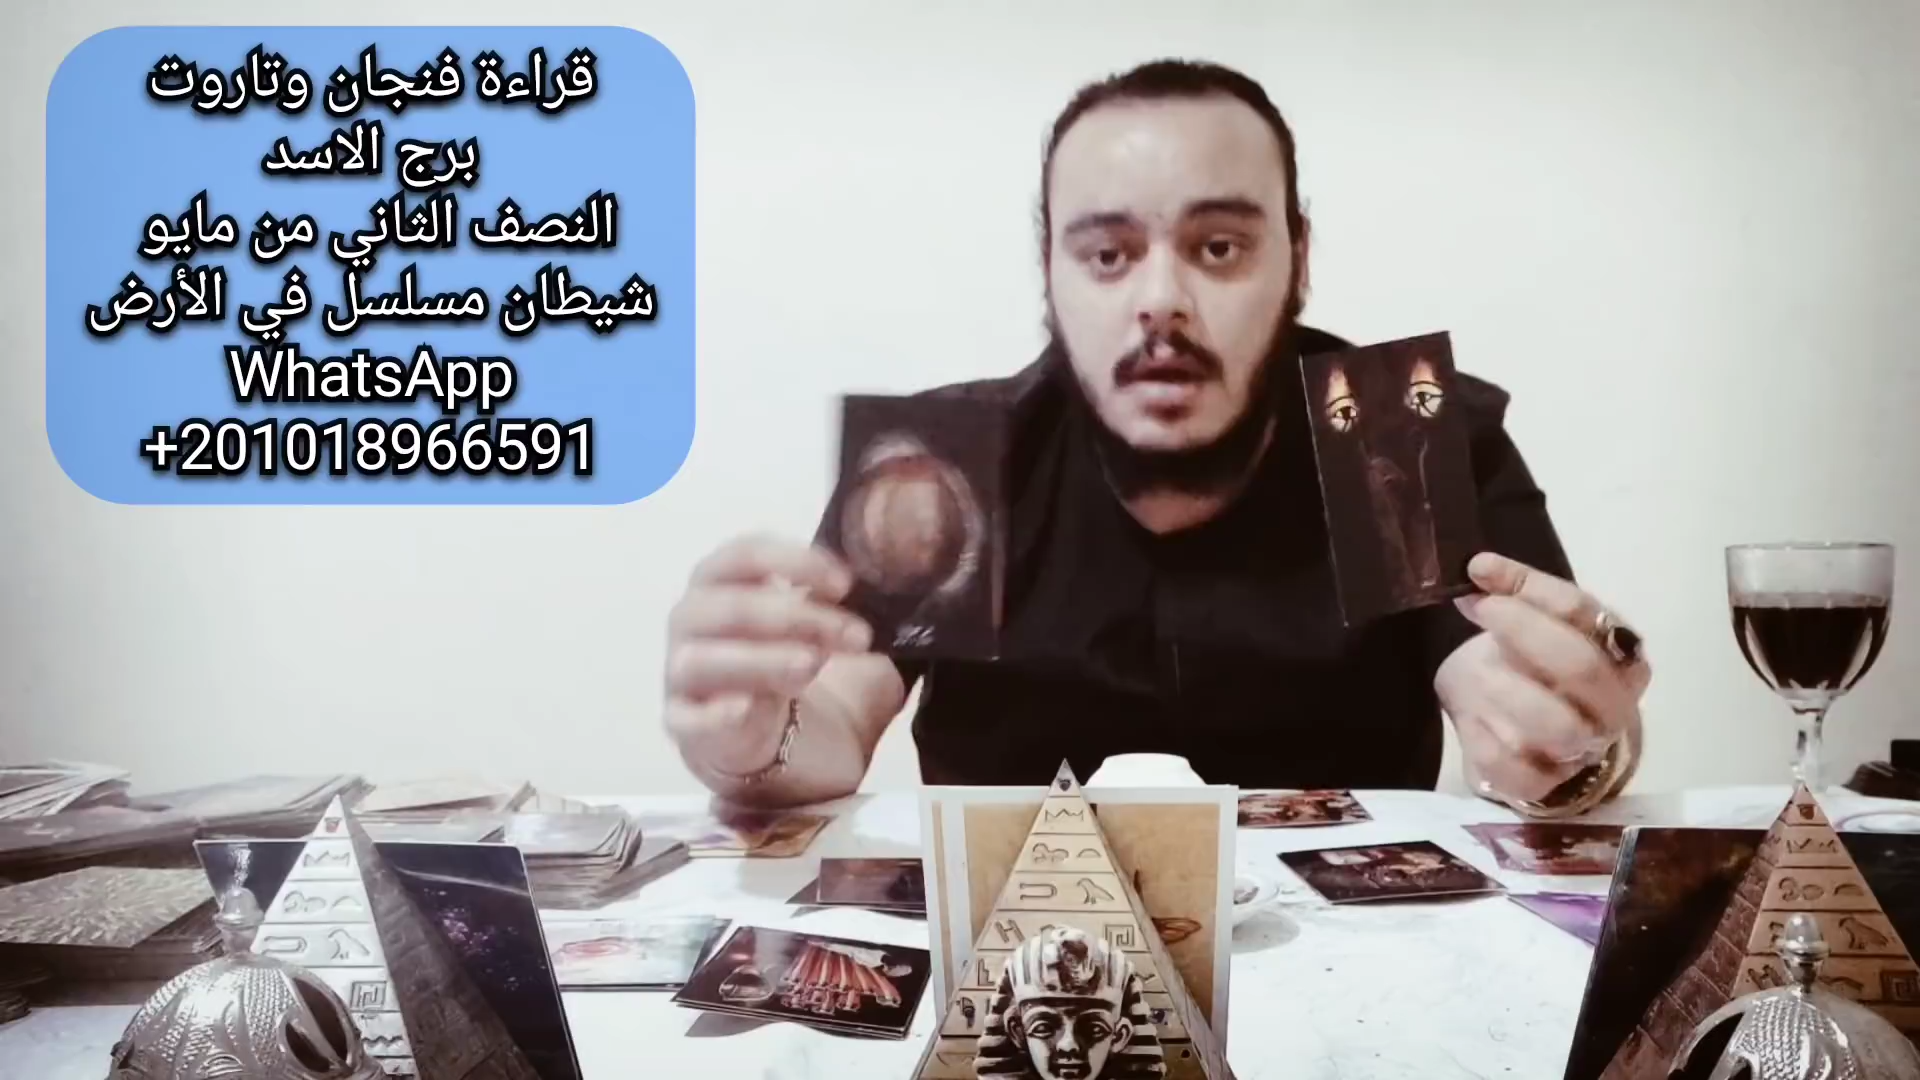 قراءة فنجان وتاروت
برج الاسد
النصف الثاني من مايو
شيطان مسلسل في الأرض
WhatsApp
+201018966591